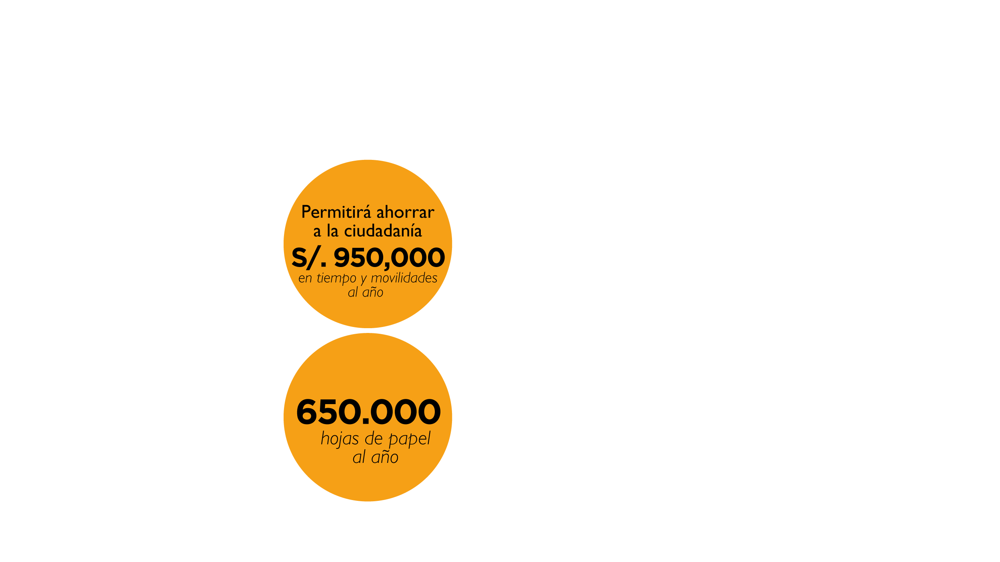 Permitirá ahorrar
a la ciudadanía
S/. 950,000
en tiempo y movilidades
al año
650.000
hojas de papel
al año